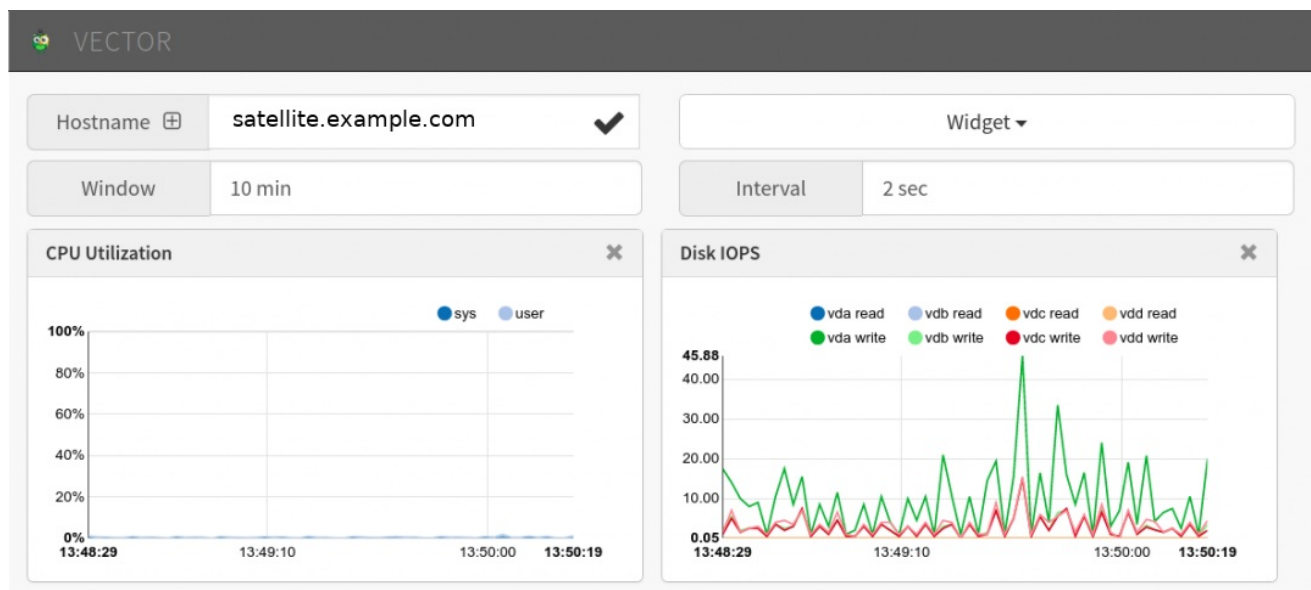 VECTOR
Hostname satellite.example.com
Widget
Window 10 min
Interval 2 sec
CPU Utilization
sys user
100%
80%
60%
40%
20%
0%
13:48:29 13:49:10 13:50:00 13:50:19
Disk IOPS
vda read vdb read vdc read vdd read
vda write vdb write vdc write vdd write
45.88
40.00
30.00
20.00
10.00
0.05
13:48:29 13:49:10 13:50:00 13:50:19